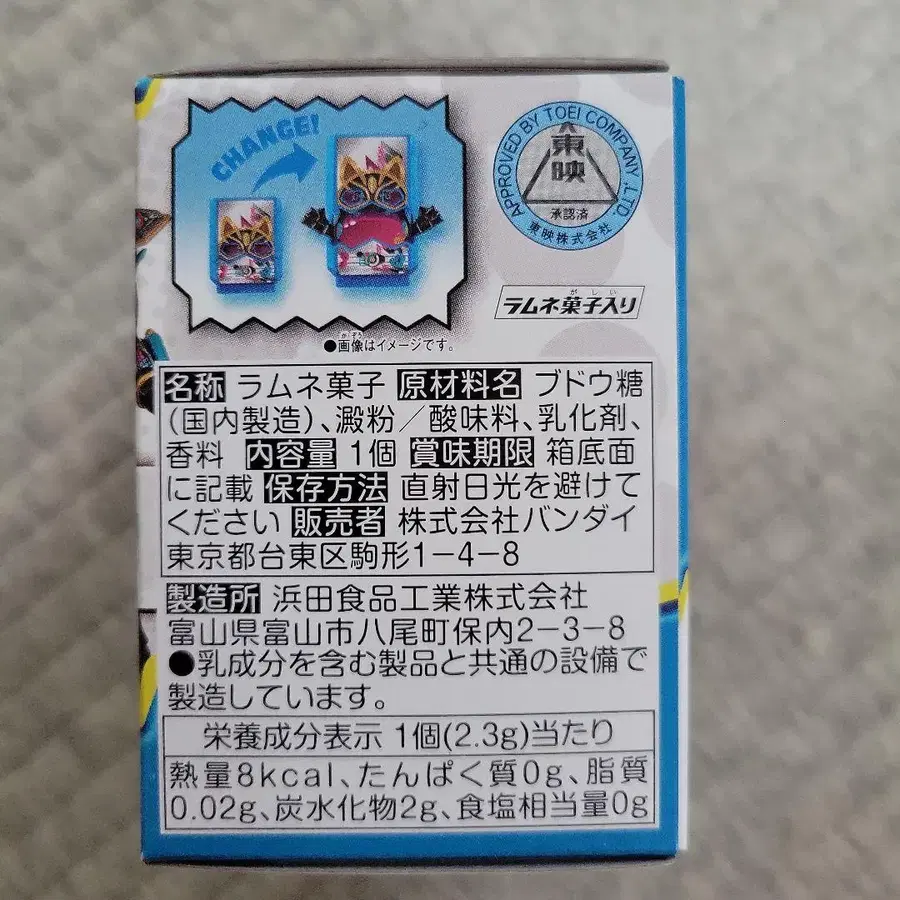 CHANGE!
APPROVED BY TOEI COMPANY, LTD.
東映
承認済
東映株式会社
がし い
ラムネ菓子入り
がぞう
●画像はイメージです。
名称 ラムネ菓子 原材料名 ブドウ糖
(国内製造)、澱粉/酸味料、乳化剤、
香料 内容量 1個 賞味期限 箱底面
に記載 保存方法 直射日光を避けて
ください 販売者 株式会社バンダイ
東京都台東区駒形1-4-8
製造所 浜田食品工業株式会社
富山県富山市八尾町保内2-3-8
●乳成分を含む製品と共通の設備で
製造しています。
栄養成分表示 1個(2.3g)当たり
熱量8kcal、たんぱく質0g、脂質
0.02g、炭水化物2g、食塩相当量0g